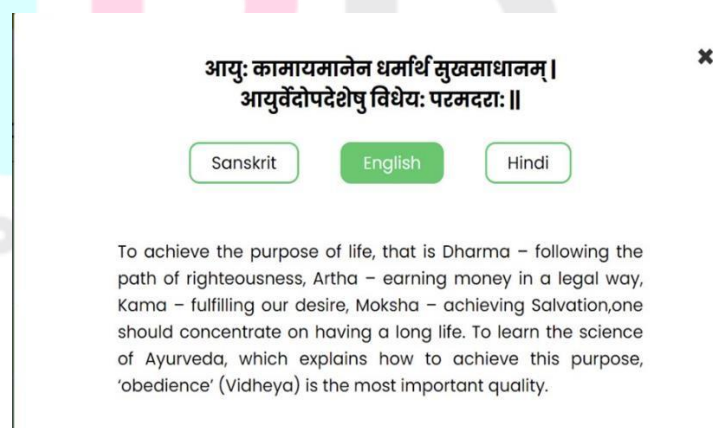 आयु: कामायमानेन धर्मार्थ सुखसाधानम् |
आयुर्वेदोपदेशेषु विधेय: परमदरा: ||
Sanskrit English Hindi
To achieve the purpose of life, that is Dharma – following the
path of righteousness, Artha – earning money in a legal way,
Kama – fulfilling our desire, Moksha – achieving Salvation,one
should concentrate on having a long life. To learn the science
of Ayurveda, which explains how to achieve this purpose,
‘obedience’ (Vidheya) is the most important quality.